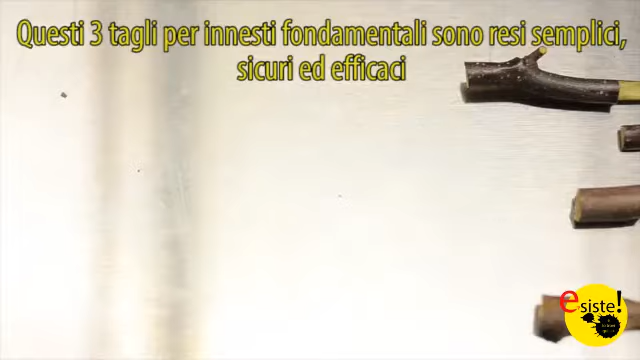 Questi 3 tagli per innesti fondamentali sono resi semplici,
sicuri ed efficaci
esiste!